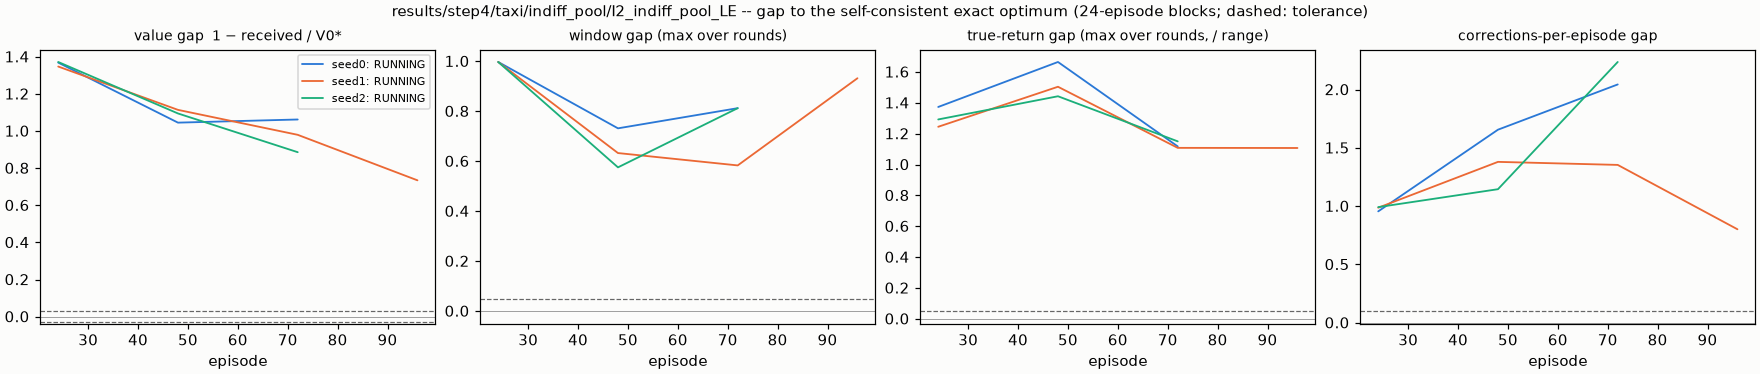 results/step4/taxi/indiff_pool/I2_indiff_pool_LE -- gap to the self-consistent exact optimum (24-episode blocks; dashed: tolerance)
value gap 1 − received / V0*
1.4
1.2
1.0
0.8
0.6
0.4
0.2
0.0
30 40 50 60 70 80 90
episode
seed0: RUNNING
seed1: RUNNING
seed2: RUNNING
window gap (max over rounds)
1.0
0.8
0.6
0.4
0.2
0.0
30 40 50 60 70 80 90
episode
true-return gap (max over rounds, / range)
1.6
1.4
1.2
1.0
0.8
0.6
0.4
0.2
0.0
30 40 50 60 70 80 90
episode
corrections-per-episode gap
2.0
1.5
1.0
0.5
0.0
30 40 50 60 70 80 90
episode